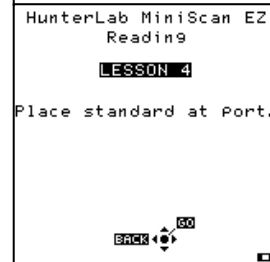 HunterLab MiniScan EZ
Reading
LESSON 4
Place standard at port.
GO
BACK